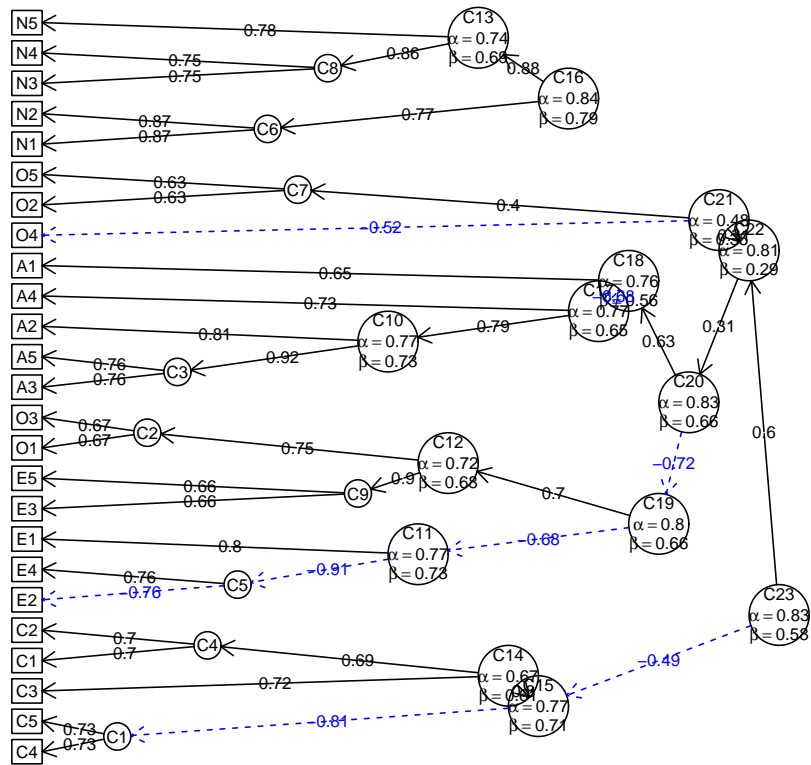 N5
N4
N3
N2
N1
O5
O2
O4
A1
A4
A2
A5
A3
O3
O1
E5
E3
E1
E4
E2
C2
C1
C3
C5
C4
0.78
0.75
0.75
C8
0.86
C13
α = 0.74
β = 0.69
0.88
C16
α = 0.84
β = 0.79
0.87
0.87
C6
0.77
0.63
0.63
C7
0.4
−0.52
C21
α = 0.48
C22
α = 0.81
β = 0.29
0.65
C18
α = 0.76
0.73
α = 0.77
β = 0.65
0.81
C10
α = 0.77
β = 0.73
0.79
0.76
0.76
C3
0.92
0.63
0.31
C20
α = 0.83
β = 0.66
0.6
0.67
0.67
C2
0.75
C12
α = 0.72
β = 0.68
0.66
0.66
C9
0.9
0.7
−0.72
C19
α = 0.8
β = 0.66
0.8
C11
α = 0.77
β = 0.73
−0.68
0.76
−0.76
C5
−0.91
C23
α = 0.83
β = 0.58
0.7
0.7
C4
0.69
0.72
C14
α = 0.67
C15
α = 0.77
β = 0.71
−0.49
0.73
0.73
C1
−0.81